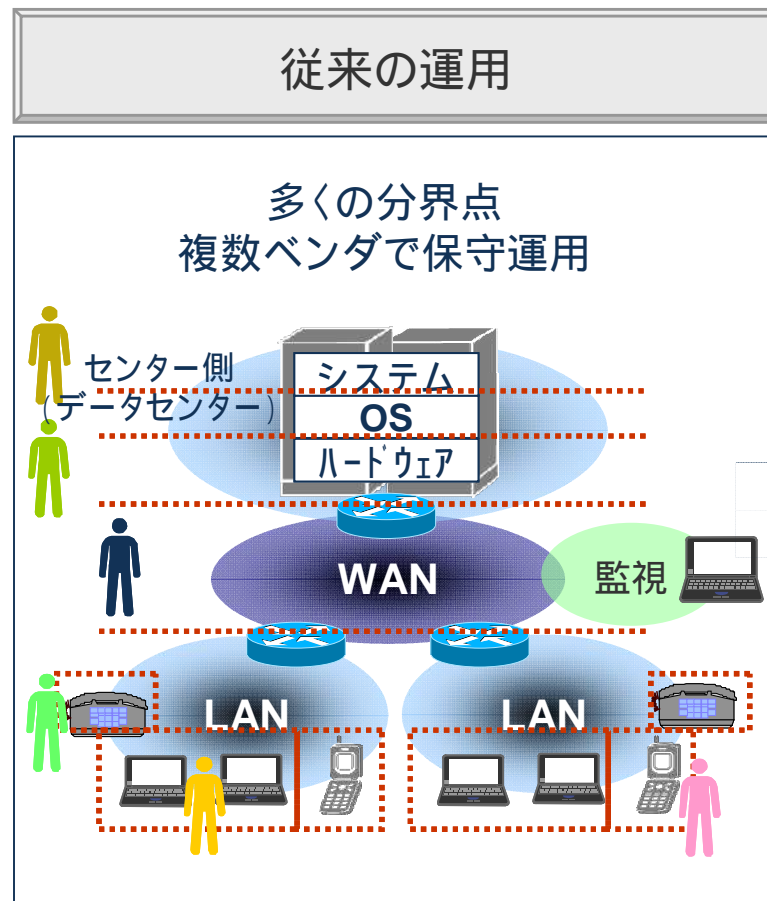 従来の運用
多くの分界点
複数ベンダで保守運用
センター側
(データセンター)
システム
OS
ﾊｰﾄﾞｳｪｱ
WAN
監視
LAN
LAN